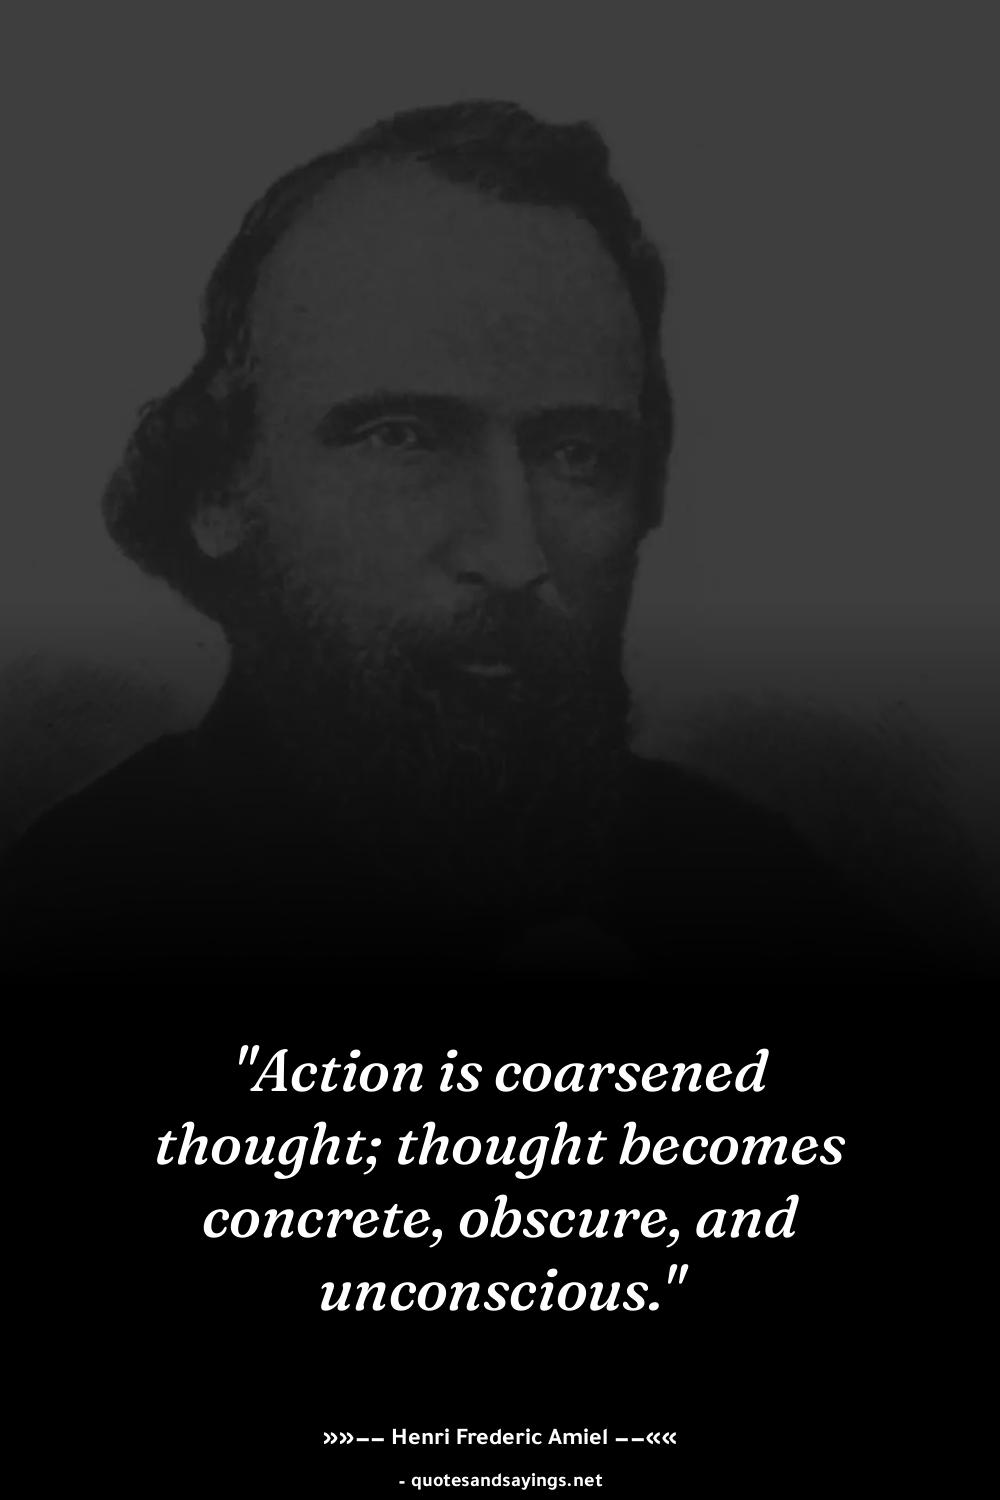 "Action is coarsened
thought; thought becomes
concrete, obscure, and
unconscious."
»»−− Henri Frederic Amiel −−««
- quotesandsayings.net